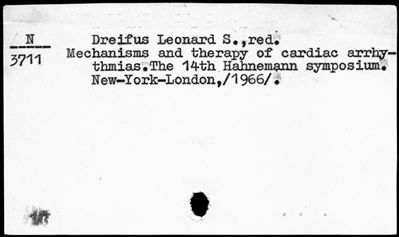 N
3711
Dreifus Leonard S.,red.
Mechanisms and therapy of cardiac arrhy-
thmias.The 14th Hahnemann symposium.
New-York-London,/1966/.